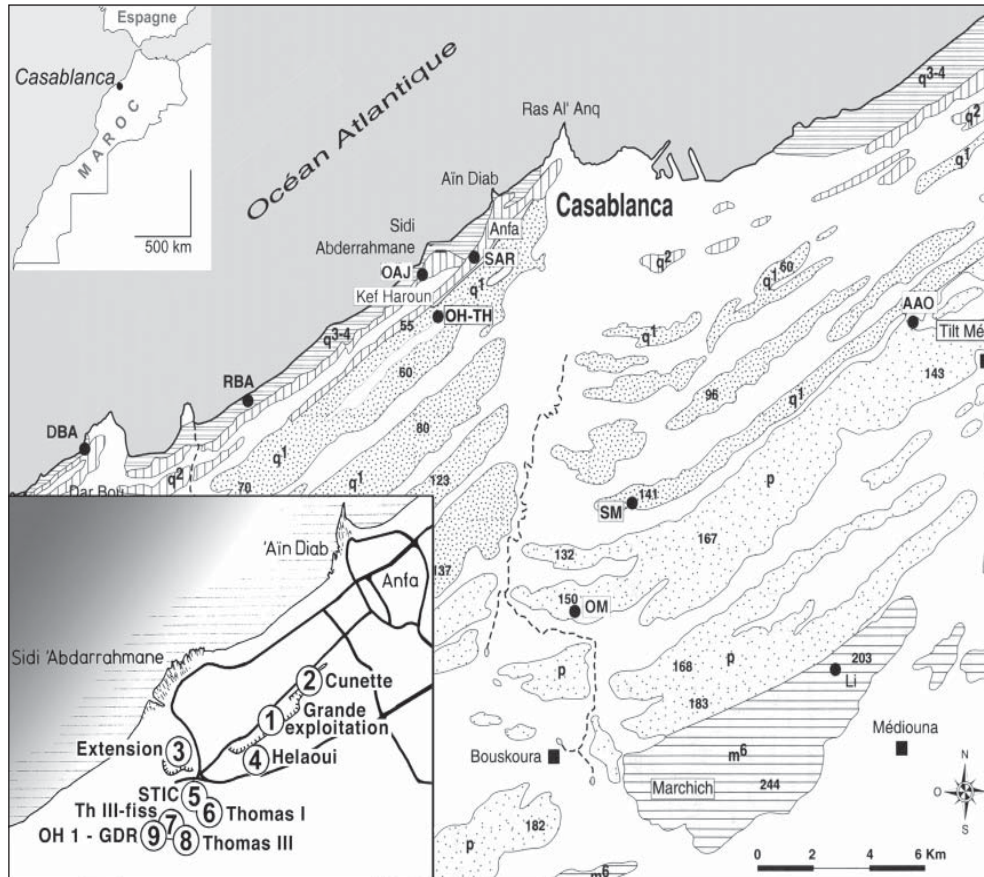 Espagne
Casablanca
MAROC
500 km
Océan Atlantique
Ras Al' Anq
q3-4
q2
q1
Aïn Diab
Casablanca
Sidi
Abderrahmane
Anfa
SAR
OAJ
q1
q2
q1 60
Kef Haroun
OH-TH
55
q3-4
q1
AAO
Tilt Mé
143
60
RBA
96
q1
80
DBA
q2
q1
70
q1
123
p
141
SM
167
132
137
150
OM
168
p
203
Li
183
p
Bouskoura
Médiouna
m6
Marchich
244
182
p
m6
N
O
S
0 2 4 6 Km
'Aïn Diab
Anfa
Sidi 'Abdarrahmane
2 Cunette
1 Grande
exploitation
Extension 3
4 Helaoui
STIC 5
6 Thomas I
Th III-fiss 7
OH 1 - GDR 9
8 Thomas III